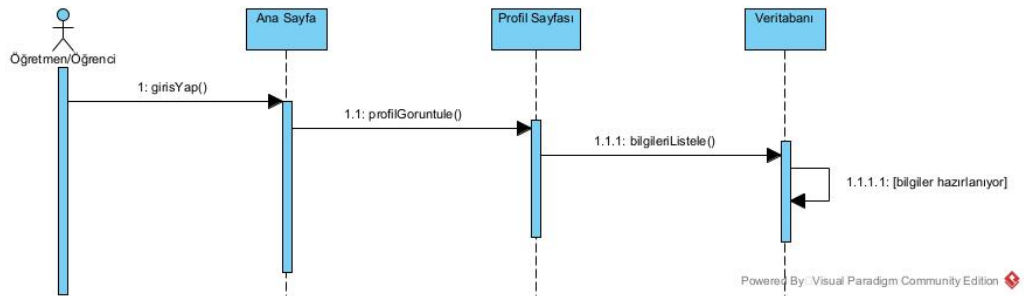 Ana Sayfa
Profil Sayfası
Veritabanı
Öğretmen/Öğrenci
1: girisYap()
1.1: profilGoruntule()
1.1.1: bilgileriListele()
1.1.1.1: [bilgiler hazırlanıyor]
Powered By Visual Paradigm Community Edition